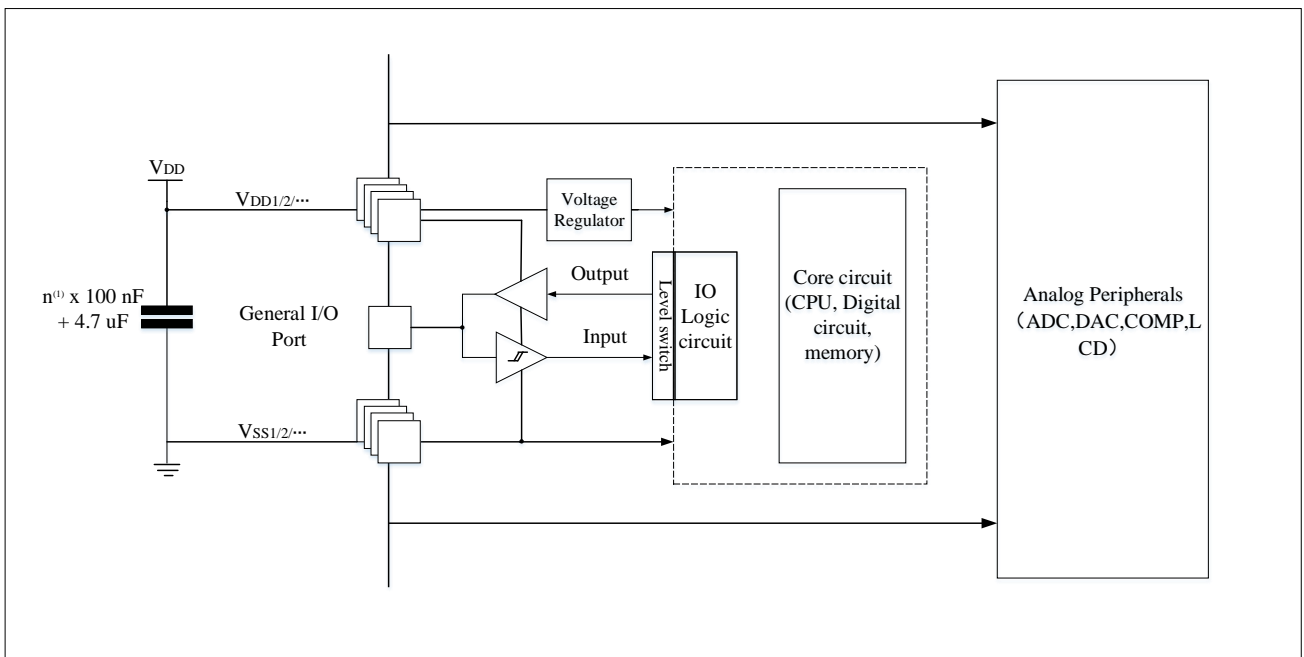 VDD
VDD1/2/···
Voltage
Regulator
n(1) x 100 nF
+ 4.7 uF
General I/O
Port
Output
Input
Level switch
IO
Logic
circuit
Core circuit
(CPU, Digital
circuit,
memory)
Analog Peripherals
（ADC,DAC,COMP,L
CD）
VSS1/2/···